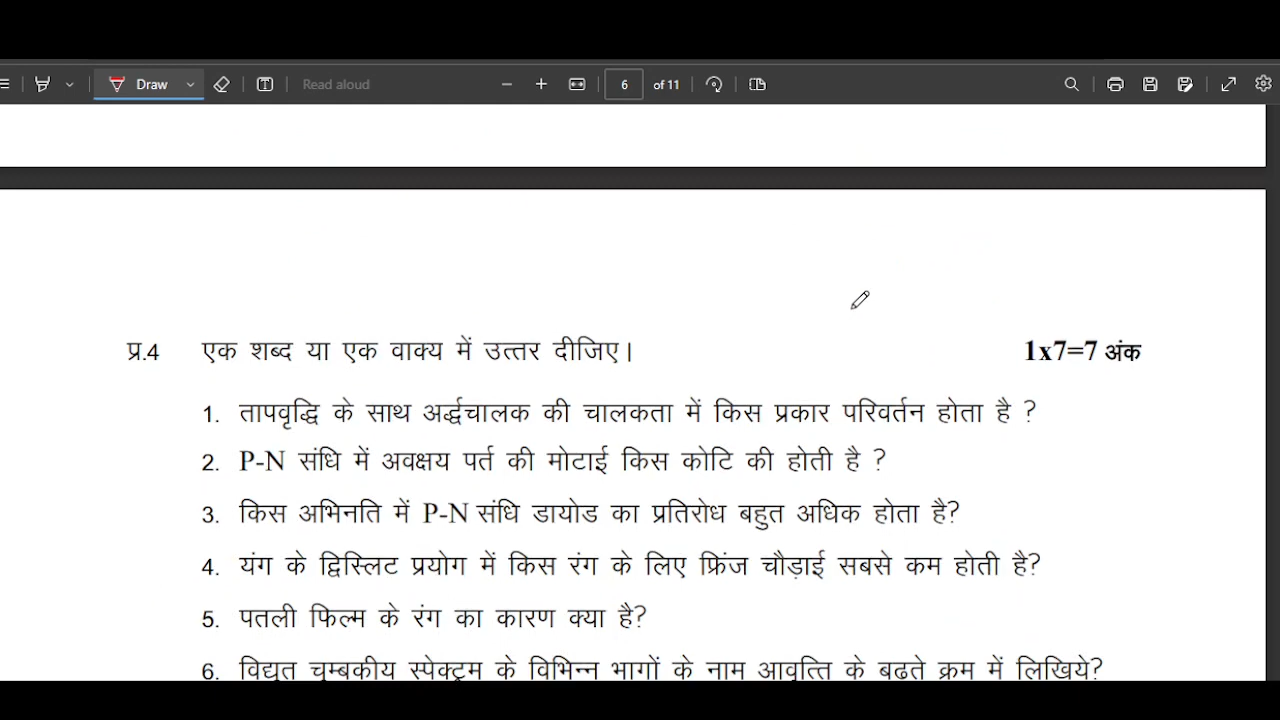 Draw
Read aloud
6 of 11
प्र.4 एक शब्द या एक वाक्य में उत्तर दीजिए। 1x7=7 अंक
1. तापवृद्धि के साथ अर्द्धचालक की चालकता में किस प्रकार परिवर्तन होता है ?
2. P-N संधि में अवक्षय पर्त की मोटाई किस कोटि की होती है ?
3. किस अभिनति में P-N संधि डायोड का प्रतिरोध बहुत अधिक होता है?
4. यंग के द्विस्लिट प्रयोग में किस रंग के लिए फ्रिंज चौड़ाई सबसे कम होती है?
5. पतली फिल्म के रंग का कारण क्या है?
6. विद्युत चुम्बकीय स्पेक्ट्रम के विभिन्न भागों के नाम आवृत्ति के बढ़ते क्रम में लिखिये?